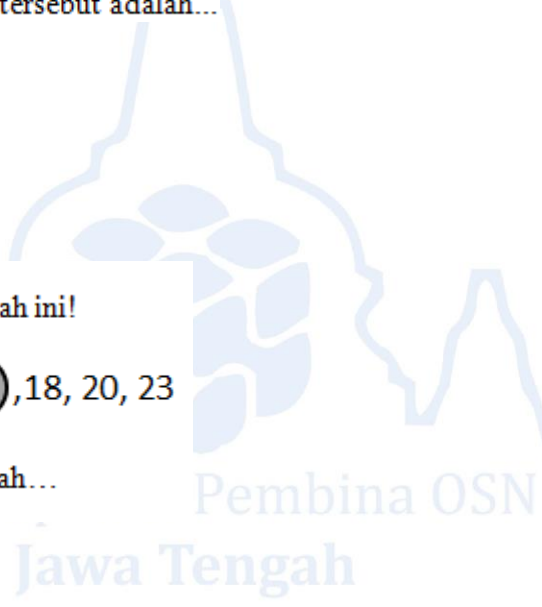 tersebut adalah...
ah ini!
),18, 20, 23
ah...
Pembina OSN
Jawa Tengah